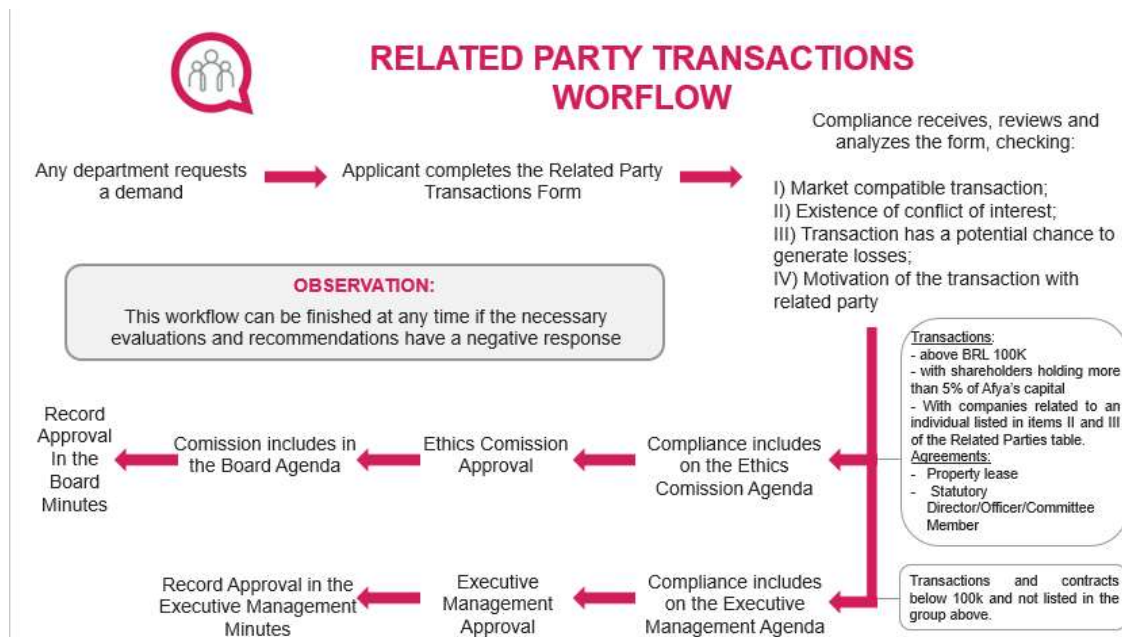 RELATED PARTY TRANSACTIONS
WORFLOW
Any department requests
a demand
Applicant completes the Related Party
Transactions Form
Compliance receives, reviews and
analyzes the form, checking:
I) Market compatible transaction;
II) Existence of conflict of interest;
III) Transaction has a potential chance to
generate losses;
IV) Motivation of the transaction with
related party
OBSERVATION:
This workflow can be finished at any time if the necessary
evaluations and recommendations have a negative response
Transactions:
- above BRL 100K
- with shareholders holding more
than 5% of Afya's capital
- With companies related to an
individual listed in items II and III
of the Related Parties table.
Agreements:
- Property lease
- Statutory
Director/Officer/Committee
Member
Compliance includes
on the Ethics
Comission Agenda
Ethics Comission
Approval
Comission includes in
the Board Agenda
Record
Approval
In the
Board
Minutes
Transactions and contracts
below 100k and not listed in the
group above.
Compliance includes
on the Executive
Management Agenda
Executive
Management
Approval
Record Approval in the
Executive Management
Minutes